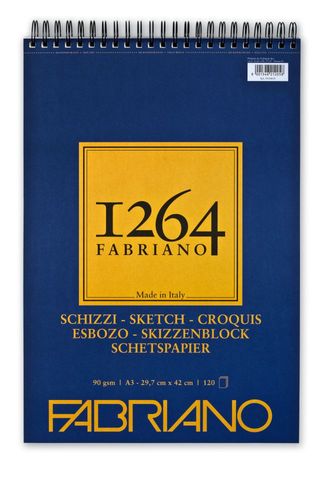 1264
FABRIANO
Made in Italy
SCHIZZI - SKETCH - CROQUIS
ESBOZO - SKIZZENBLOCK
SCHETSPAPIER
90 gsm | A3 - 29,7 cm x 42 cm | 120
FABRIANO